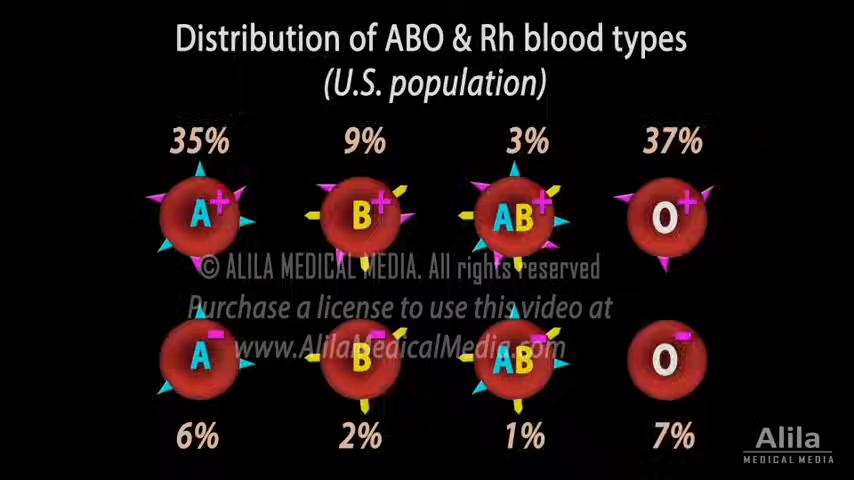 Distribution of ABO & Rh blood types
(U.S. population)
35% 9% 3% 37%
A+ B+ AB+ O+
© ALILA MEDICAL MEDIA. All rights reserved
Purchase a license to use this video at
www.AlilaMedicalMedia.com
A- B- AB- O-
6% 2% 1% 7%
Alila
MEDICAL MEDIA